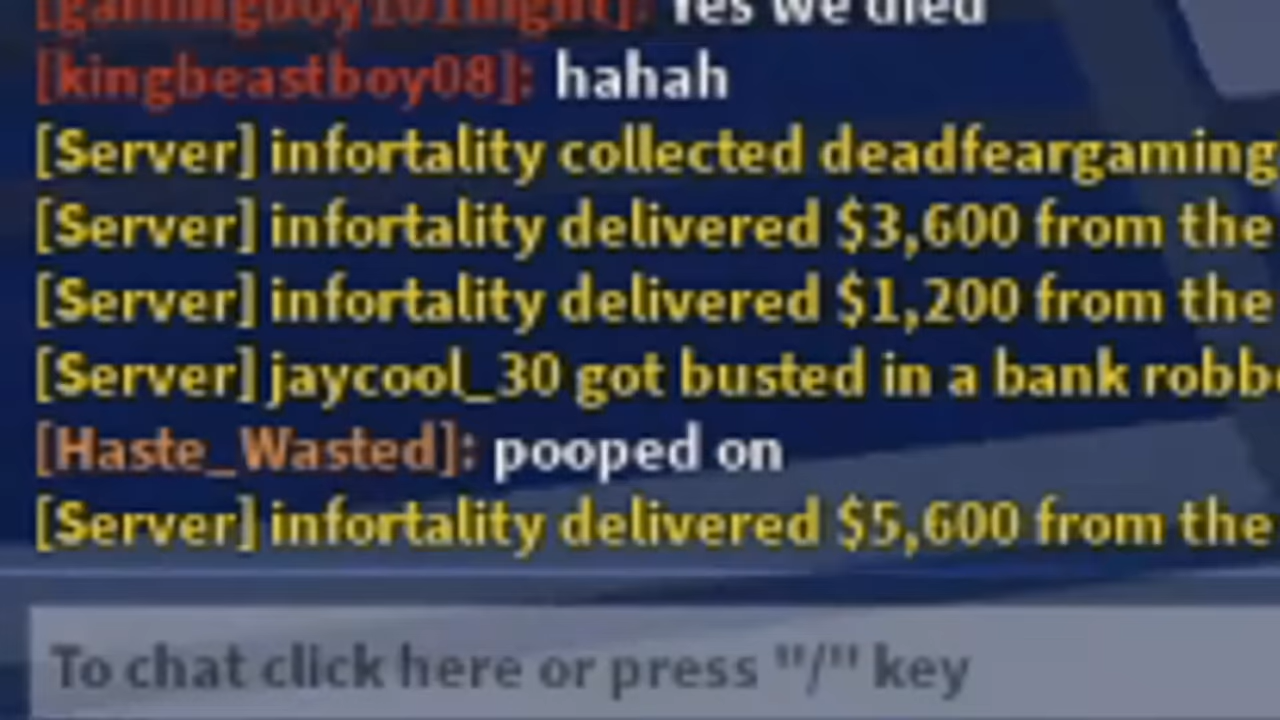 [gamingboy101night]: Yes we died
[kingbeastboy08]: hahah
[Server] infortality collected deadfeargaming
[Server] infortality delivered $3,600 from the
[Server] infortality delivered $1,200 from the
[Server] jaycool_30 got busted in a bank robb
[Haste_Wasted]: pooped on
[Server] infortality delivered $5,600 from the
To chat click here or press "/" key